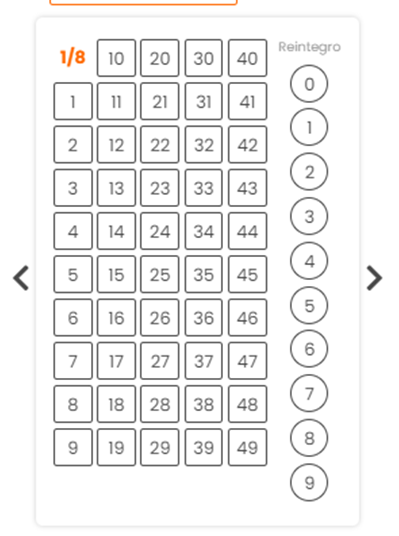 Reintegro
1/8 10 20 30 40 0
1 11 21 31 41 1
2 12 22 32 42 2
3 13 23 33 43 3
4 14 24 34 44 4
5 15 25 35 45 5
6 16 26 36 46 6
7 17 27 37 47 7
8 18 28 38 48 8
9 19 29 39 49 9